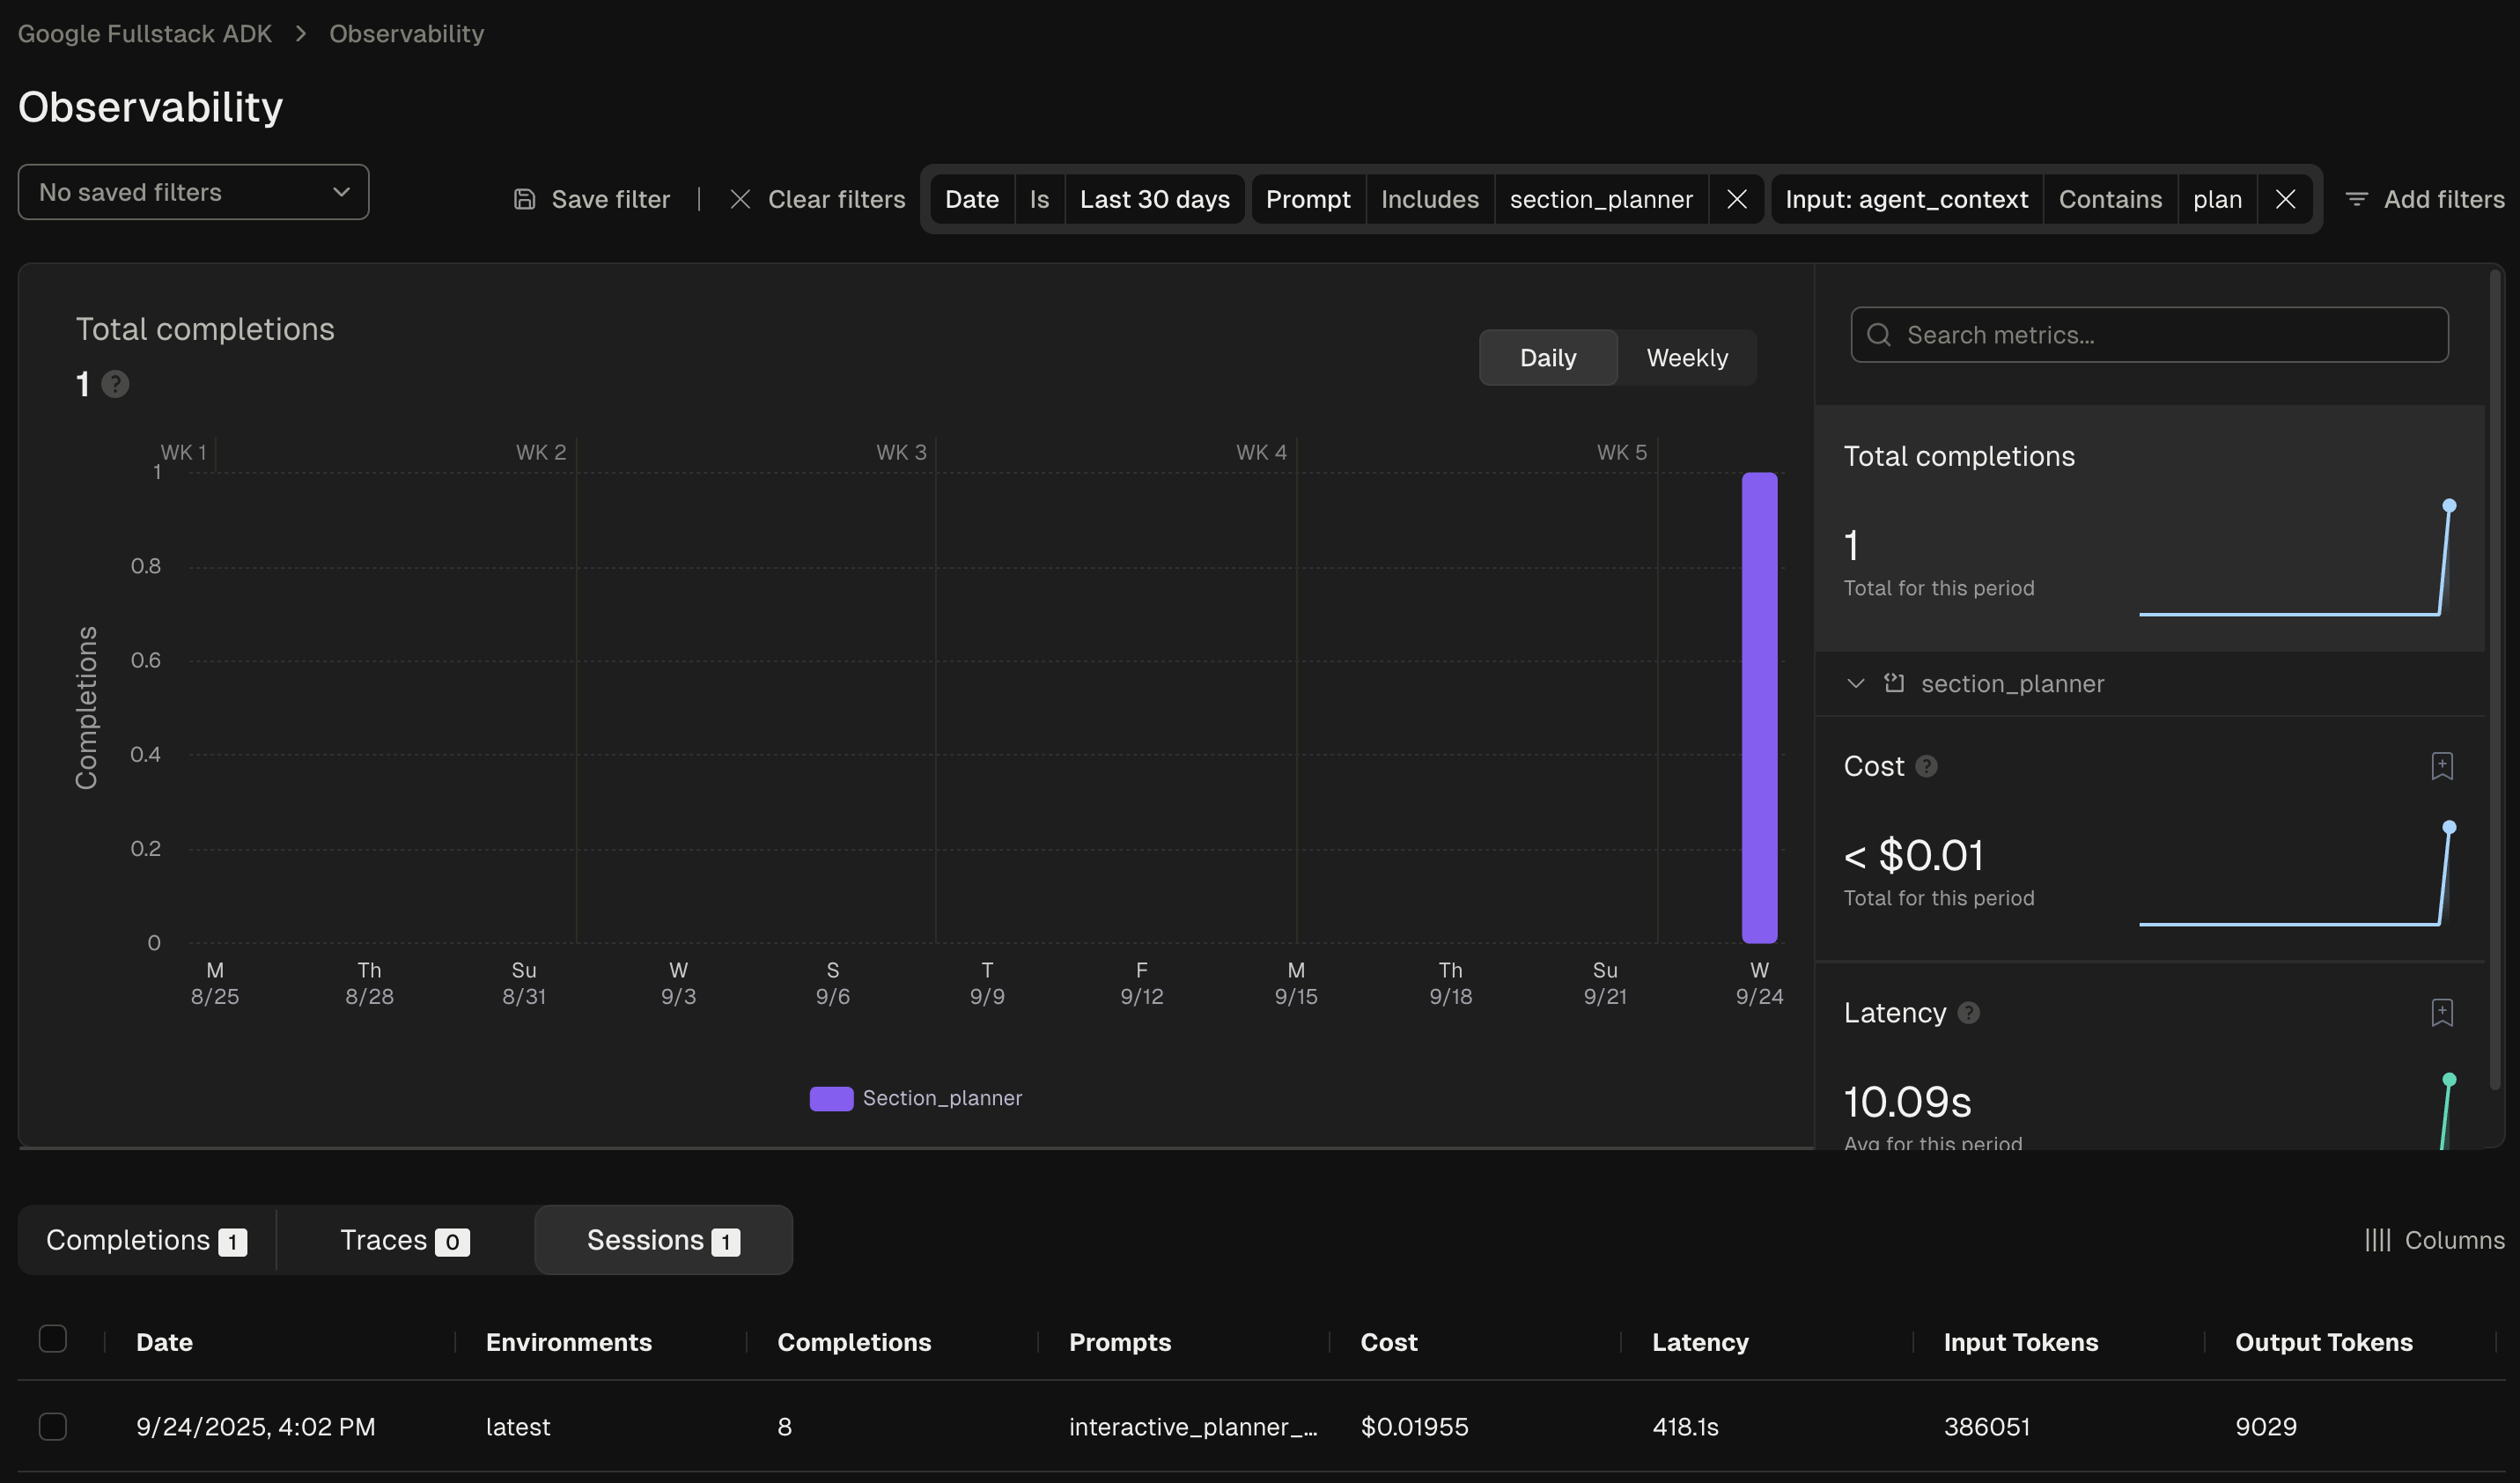 Google Fullstack ADK > Observability
Observability
No saved filters
Save filter | Clear filters
Date Is Last 30 days Prompt Includes section_planner Input: agent_context Contains plan
Add filters
Total completions
1 ?
Daily Weekly
WK 1 WK 2 WK 3 WK 4 WK 5
Completions
1
0.8
0.6
0.4
0.2
0
M Th Su W S T F M Th Su W
8/25 8/28 8/31 9/3 9/6 9/9 9/12 9/15 9/18 9/21 9/24
Section_planner
Search metrics...
Total completions
1
Total for this period
section_planner
Cost ?
< $0.01
Total for this period
Latency ?
10.09s
Avg for this period
Completions 1 Traces 0 Sessions 1
Columns
Date Environments Completions Prompts Cost Latency Input Tokens Output Tokens
9/24/2025, 4:02 PM latest 8 interactive_planner_... $0.01955 418.1s 386051 9029